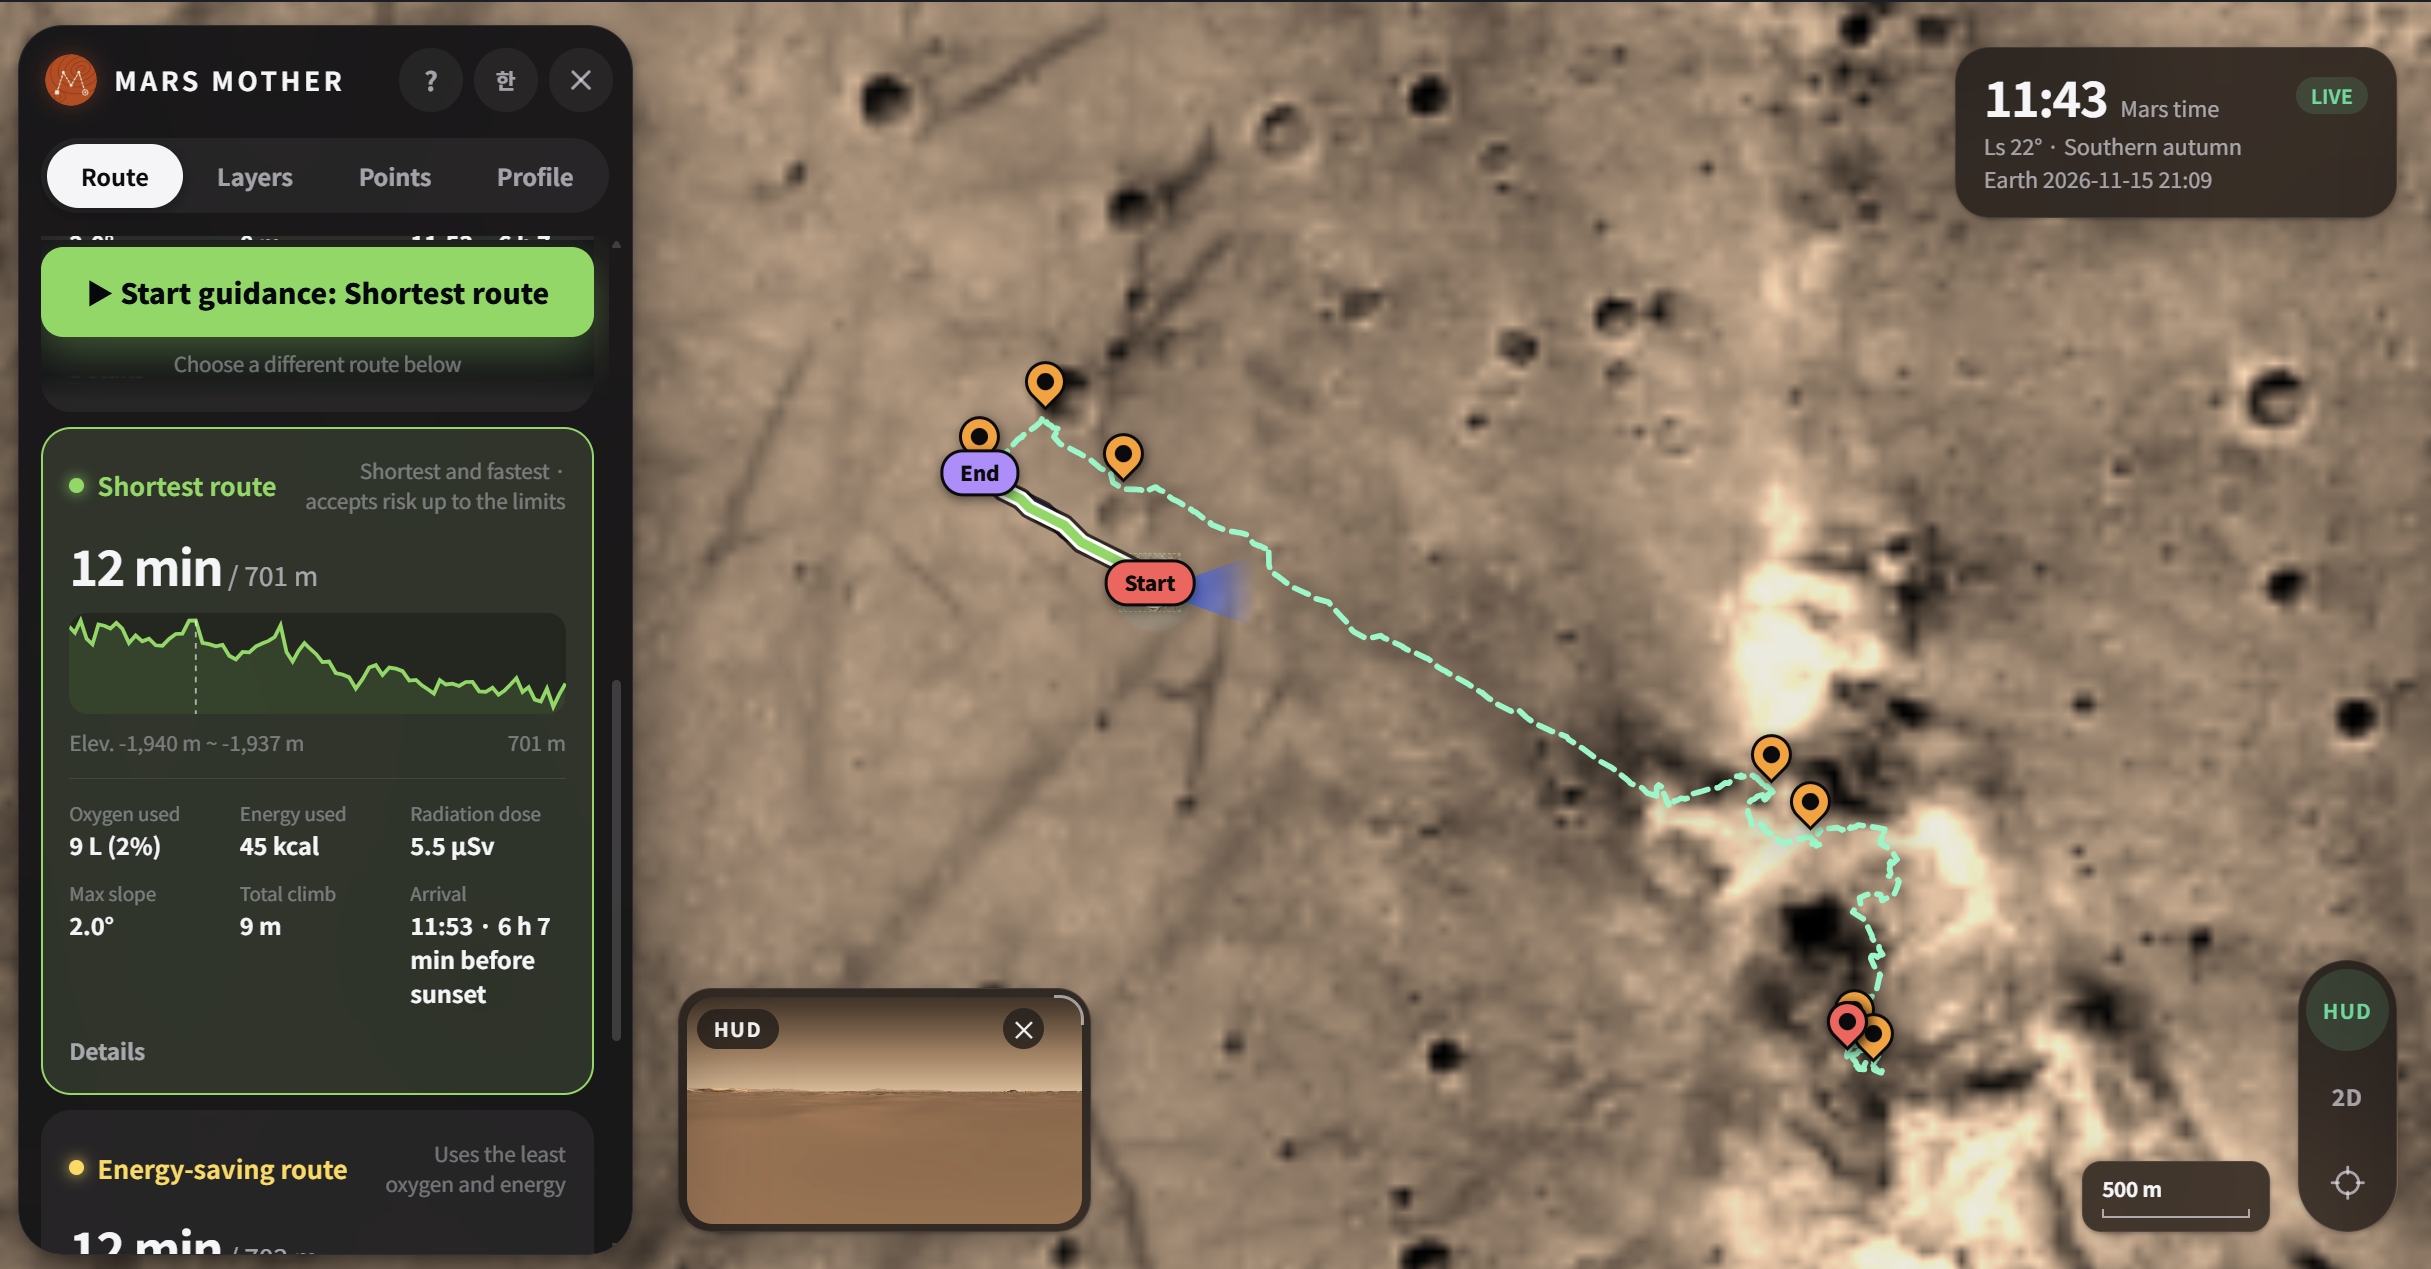 MARS MOTHER
?
한
Route
Layers
Points
Profile
▶ Start guidance: Shortest route
Choose a different route below
Shortest route
Shortest and fastest ·
accepts risk up to the limits
12 min / 701 m
Elev. -1,940 m ~ -1,937 m
701 m
Oxygen used
9 L (2%)
Energy used
45 kcal
Radiation dose
5.5 µSv
Max slope
2.0°
Total climb
9 m
Arrival
11:53 · 6 h 7
min before
sunset
Details
Energy-saving route
Uses the least
oxygen and energy
12 min
End
Start
HUD
11:43 Mars time
LIVE
Ls 22° · Southern autumn
Earth 2026-11-15 21:09
HUD
2D
500 m